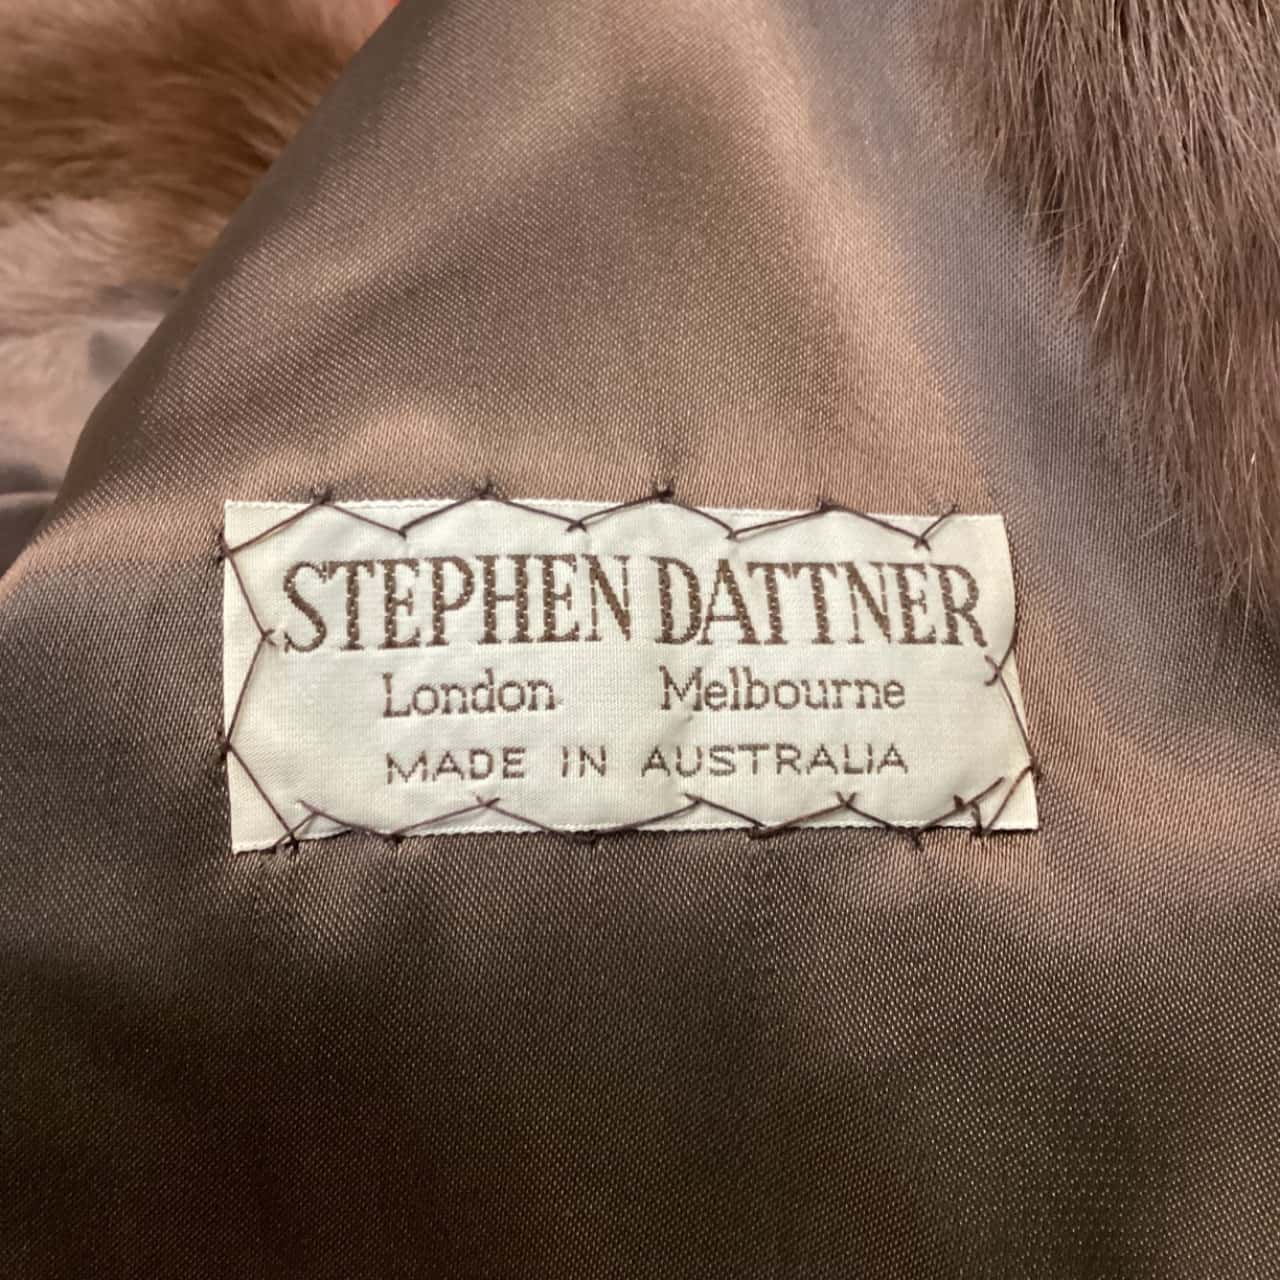 STEPHEN DATTNER
London Melbourne
MADE IN AUSTRALIA